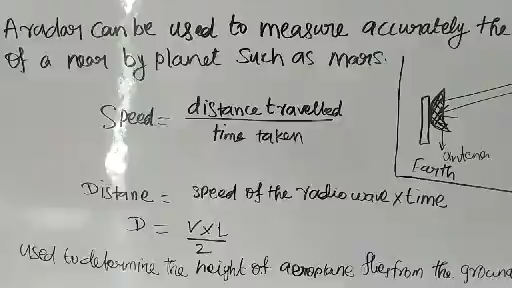 A radar can be used to measure accurately the
of a near by planet such as mars.
Speed = distance travelled
time taken
antena
Earth
Distane = speed of the radio wave x time
D = V x L
2
used to determine the height of aeroplane flies from the ground